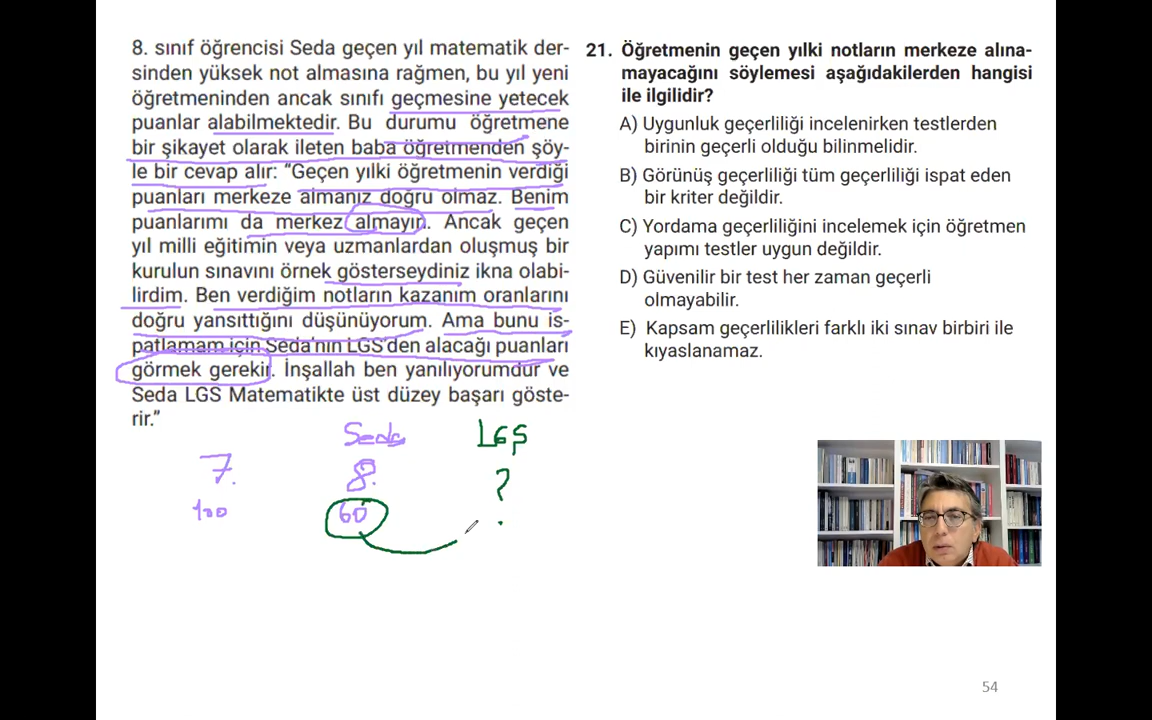 8. sınıf öğrencisi Seda geçen yıl matematik der-
sinden yüksek not almasına rağmen, bu yıl yeni
öğretmeninden ancak sınıfı geçmesine yetecek
puanlar alabilmektedir. Bu durumu öğretmene
bir şikayet olarak ileten baba öğretmenden şöy-
le bir cevap alır: “Geçen yılki öğretmenin verdiği
puanları merkeze almanız doğru olmaz. Benim
puanlarımı da merkez almayın. Ancak geçen
yıl milli eğitimin veya uzmanlardan oluşmuş bir
kurulun sınavını örnek gösterseydiniz ikna olabi-
lirdim. Ben verdiğim notların kazanım oranlarını
doğru yansıttığını düşünüyorum. Ama bunu is-
patlamam için Seda’nın LGS’den alacağı puanları
görmek gerekir. İnşallah ben yanılıyorumdur ve
Seda LGS Matematikte üst düzey başarı göste-
rir.”
Seda LGS
7. 8. ?
100 60
21. Öğretmenin geçen yılki notların merkeze alına-
mayacağını söylemesi aşağıdakilerden hangisi
ile ilgilidir?
A) Uygunluk geçerliliği incelenirken testlerden
birinin geçerli olduğu bilinmelidir.
B) Görünüş geçerliliği tüm geçerliliği ispat eden
bir kriter değildir.
C) Yordama geçerliliğini incelemek için öğretmen
yapımı testler uygun değildir.
D) Güvenilir bir test her zaman geçerli
olmayabilir.
E) Kapsam geçerlilikleri farklı iki sınav birbiri ile
kıyaslanamaz.
54